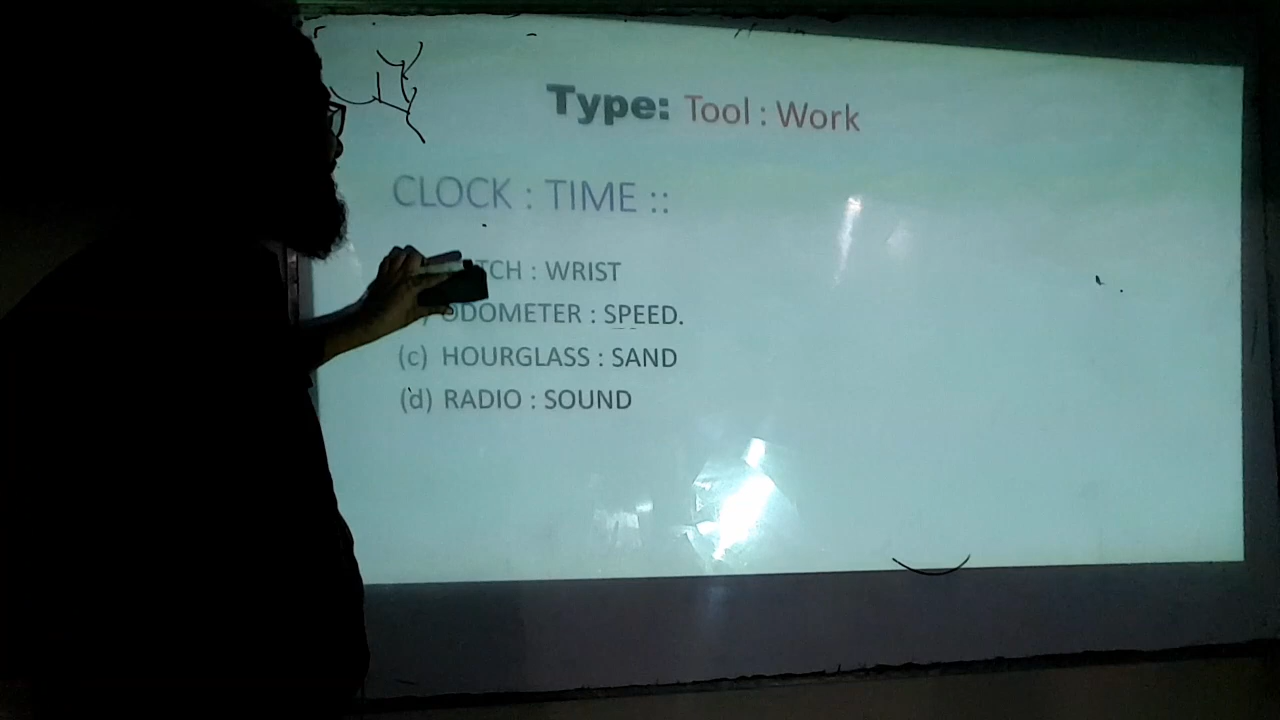 Type: Tool : Work
CLOCK : TIME ::
TCH : WRIST
ODOMETER : SPEED.
(c) HOURGLASS : SAND
(d) RADIO : SOUND